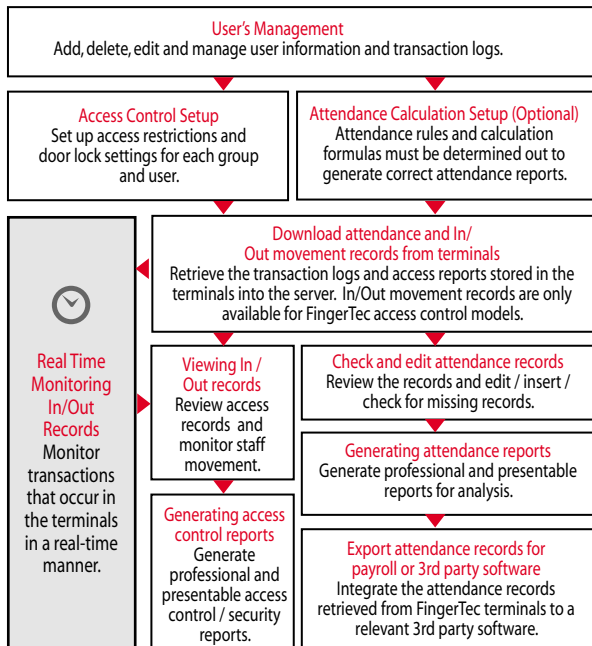 User's Management
Add, delete, edit and manage user information and transaction logs.
Access Control Setup
Set up access restrictions and
door lock settings for each group
and user.
Attendance Calculation Setup (Optional)
Attendance rules and calculation
formulas must be determined out to
generate correct attendance reports.
Download attendance and In/
Out movement records from terminals
Retrieve the transaction logs and access reports stored in the
terminals into the server. In/Out movement records are only
available for FingerTec access control models.
Real Time
Monitoring
In/Out
Records
Monitor
transactions
that occur in
the terminals
in a real-time
manner.
Viewing In /
Out records
Review access
records and
monitor staff
movement.
Check and edit attendance records
Review the records and edit / insert /
check for missing records.
Generating attendance reports
Generate professional and presentable
reports for analysis.
Generating access
control reports
Generate
professional and
presentable access
control / security
reports.
Export attendance records for
payroll or 3rd party software
Integrate the attendance records
retrieved from FingerTec terminals to a
relevant 3rd party software.